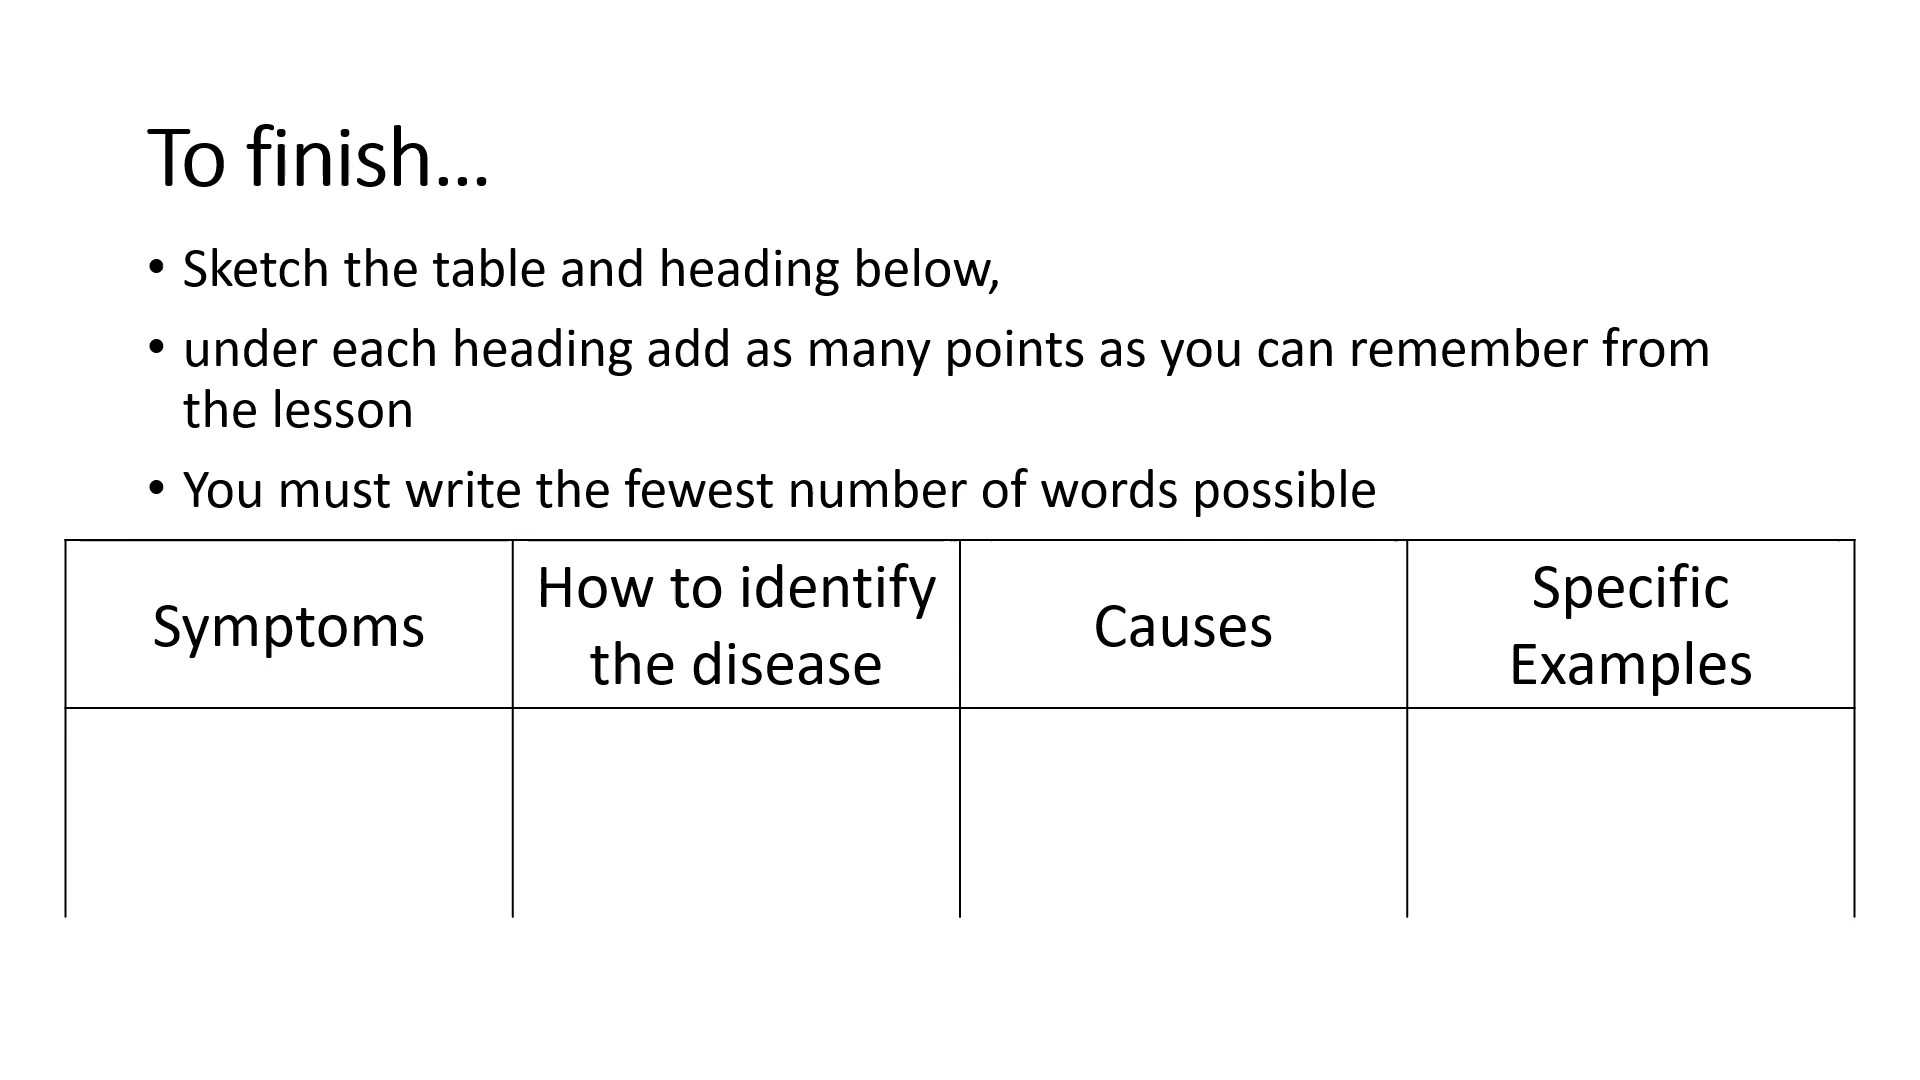 To finish…
• Sketch the table and heading below,
• under each heading add as many points as you can remember from
the lesson
• You must write the fewest number of words possible
Symptoms
How to identify
the disease
Causes
Specific
Examples